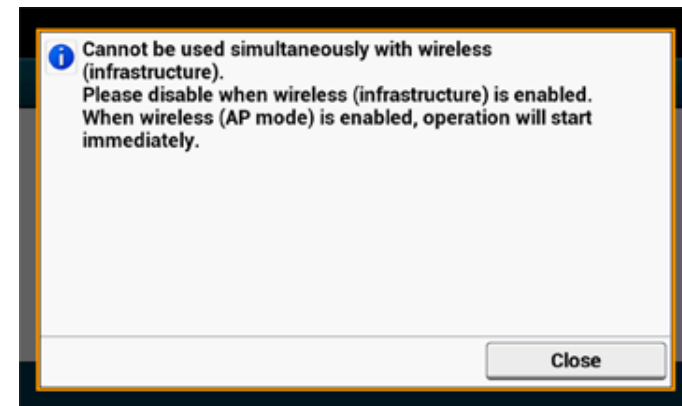 Cannot be used simultaneously with wireless
(infrastructure).
Please disable when wireless (infrastructure) is enabled.
When wireless (AP mode) is enabled, operation will start
immediately.
Close